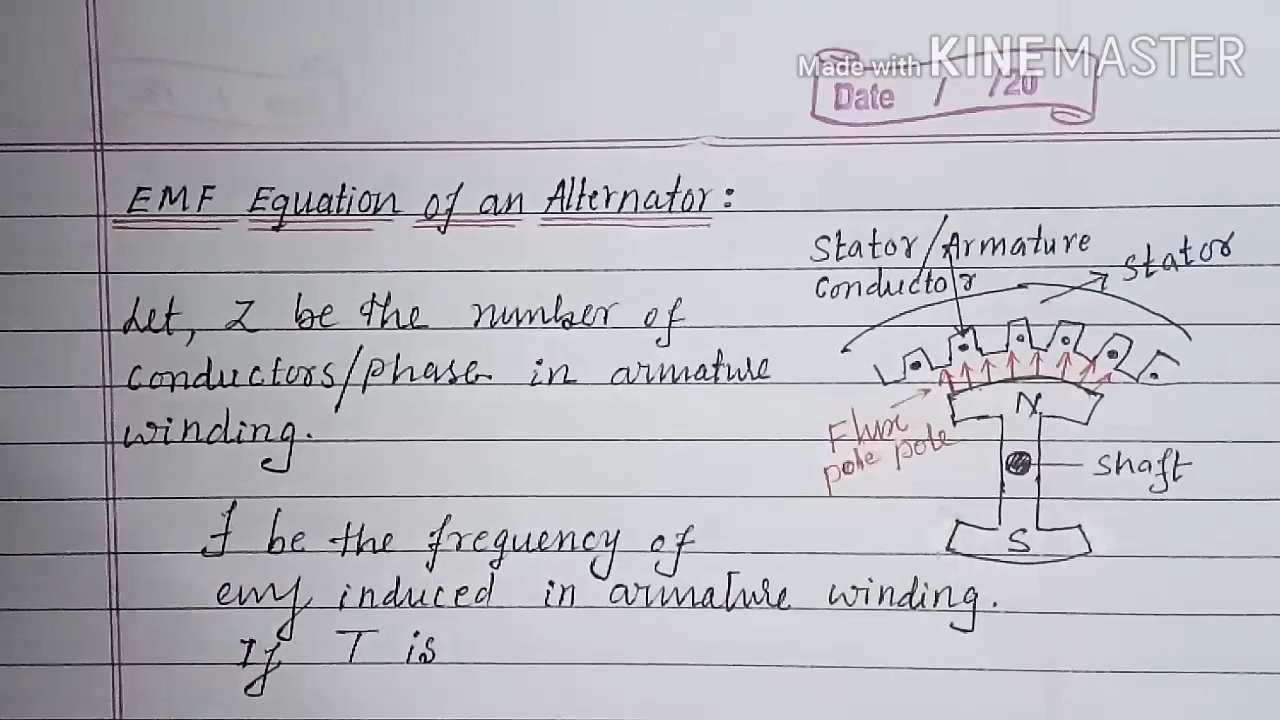 Made with KINEMASTER
Date / /20
EMF Equation of an Alternator:
Let, Z be the number of
conductors/phase in armature
winding.
f be the frequency of
emf induced in armature winding.
If T is
Stator/Armature
conductor
stator
N
Flux
pole pole
shaft
S